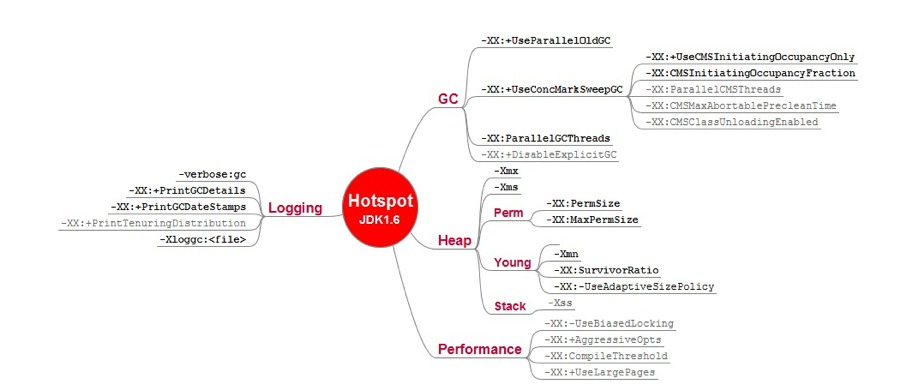 Hotspot
JDK1.6
Logging
-verbose:gc
-XX:+PrintGCDetails
-XX:+PrintGCDateStamps
-XX:+PrintTenuringDistribution
-Xloggc:<file>
GC
-XX:+UseParallelOldGC
-XX:+UseConcMarkSweepGC
-XX:+UseCMSInitiatingOccupancyOnly
-XX:CMSInitiatingOccupancyFraction
-XX:ParallelCMSThreads
-XX:CMSMaxAbortablePrecleanTime
-XX:CMSClassUnloadingEnabled
-XX:ParallelGCThreads
-XX:+DisableExplicitGC
Heap
-Xmx
-Xms
Perm
-XX:PermSize
-XX:MaxPermSize
Young
-Xmn
-XX:SurvivorRatio
-XX:-UseAdaptiveSizePolicy
Stack
-Xss
Performance
-XX:-UseBiasedLocking
-XX:+AggressiveOpts
-XX:CompileThreshold
-XX:+UseLargePages